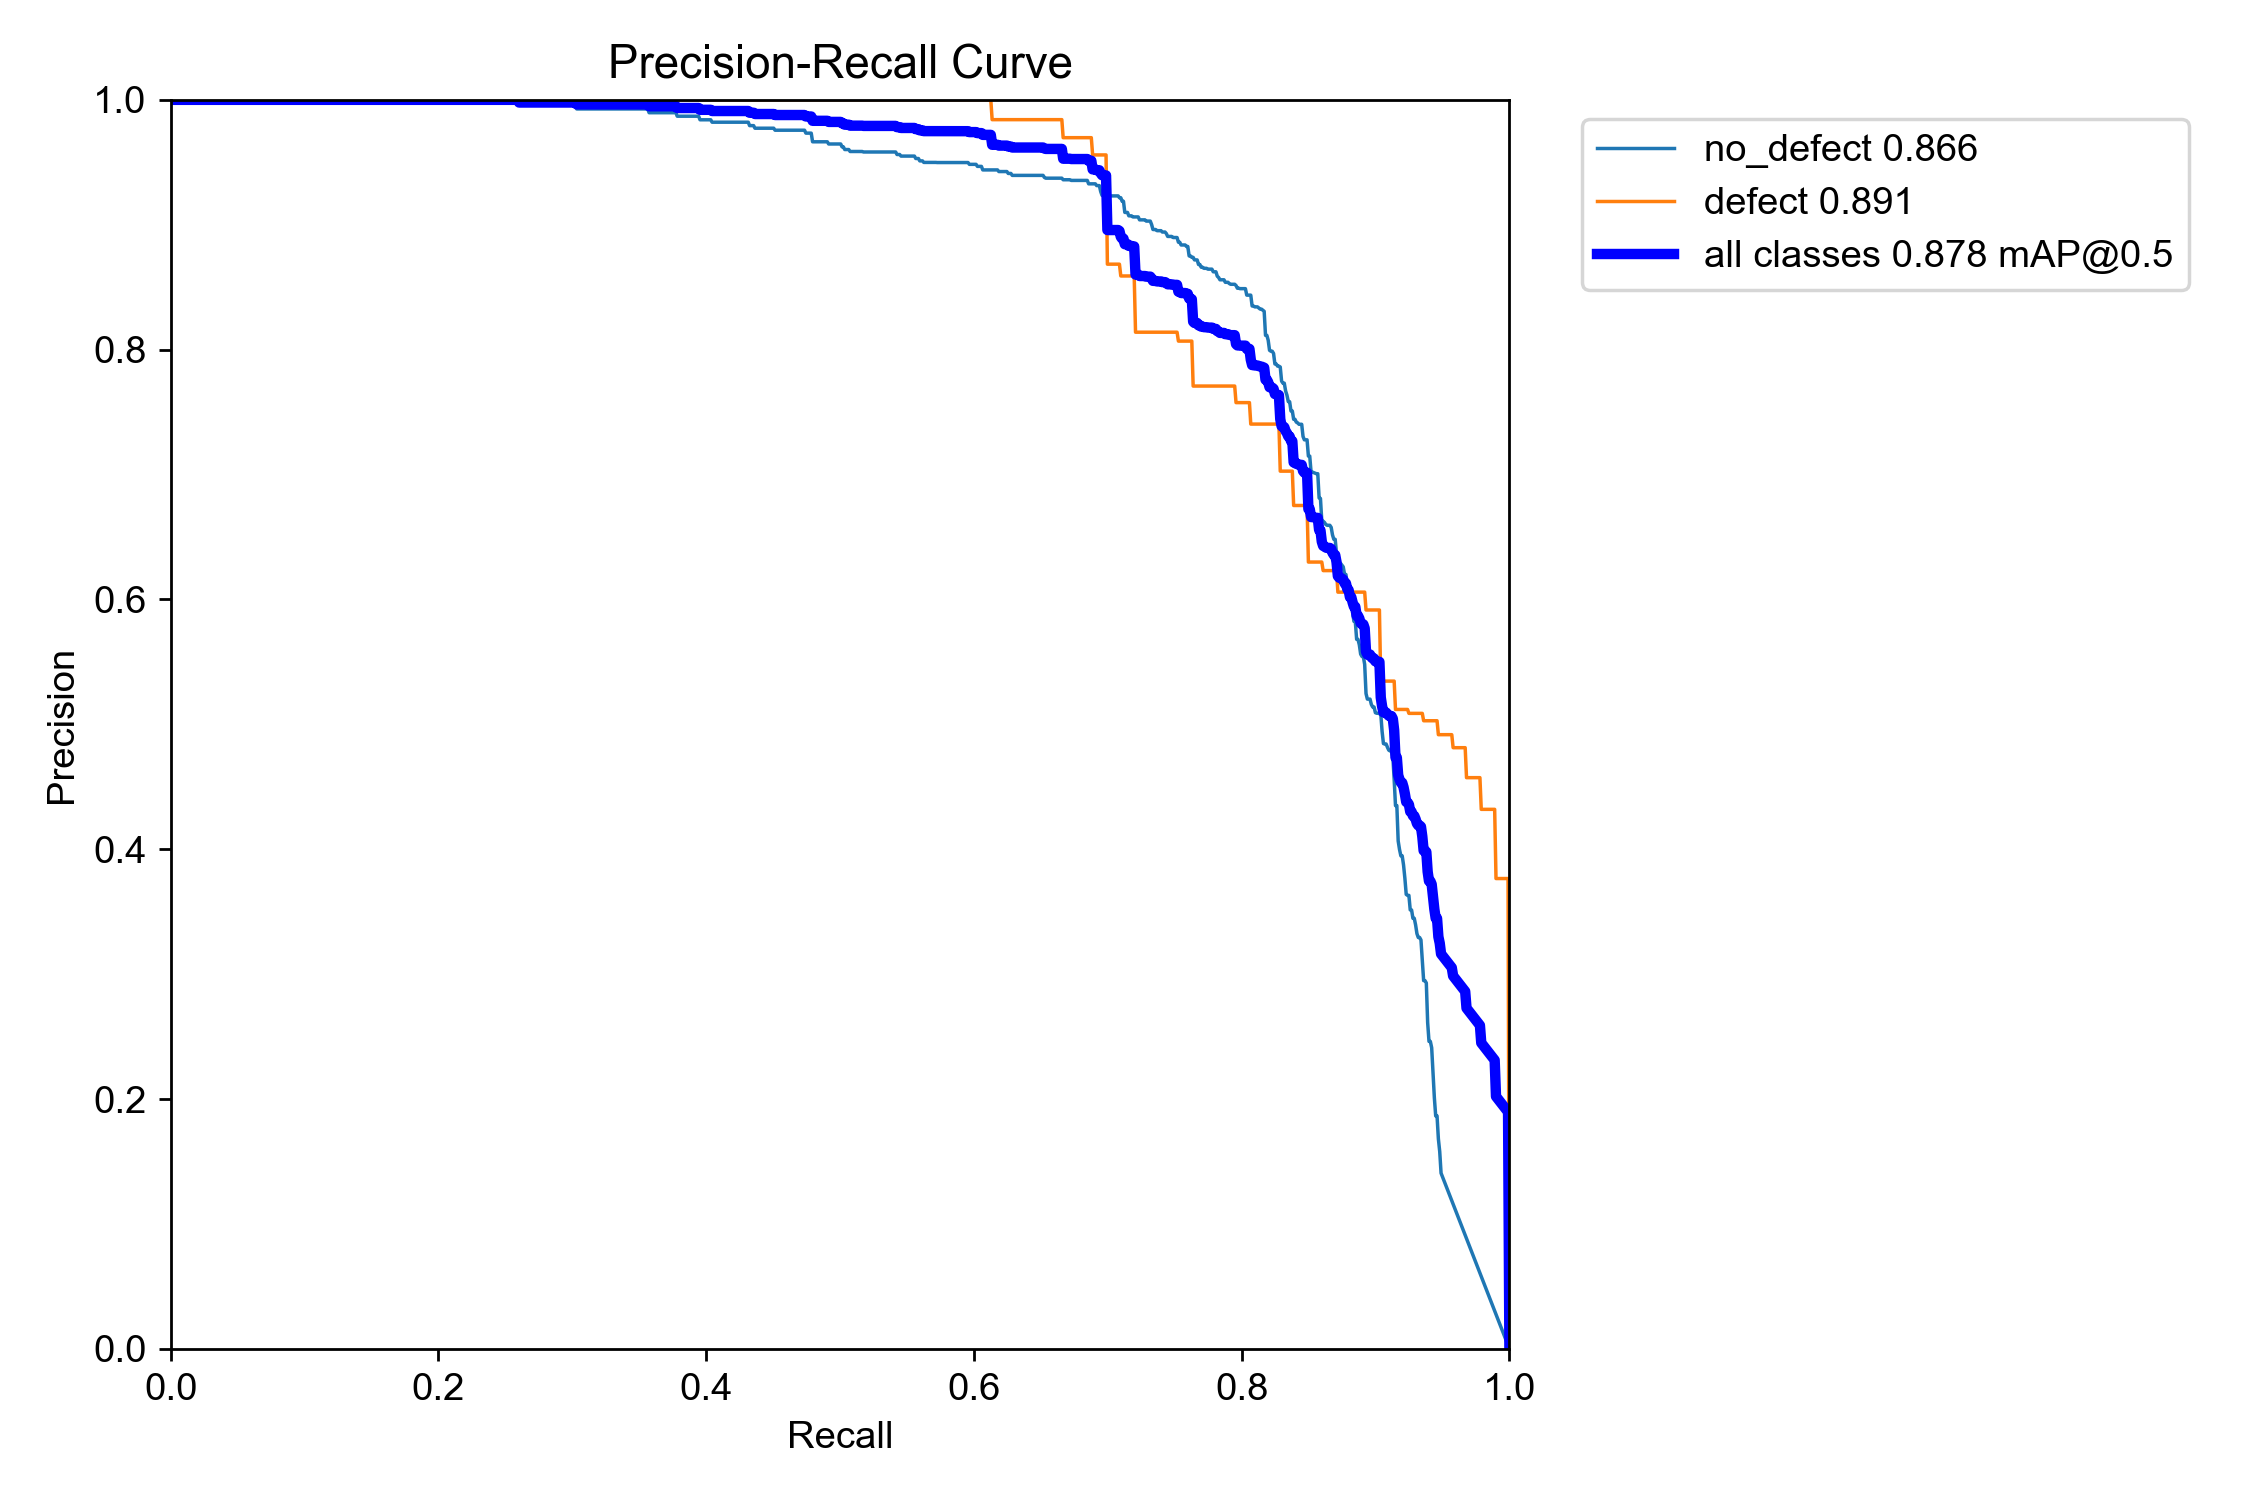 Precision-Recall Curve
1.0
0.8
0.6
0.4
0.2
0.0
Precision
0.0 0.2 0.4 0.6 0.8 1.0
Recall
no_defect 0.866
defect 0.891
all classes 0.878 mAP@0.5